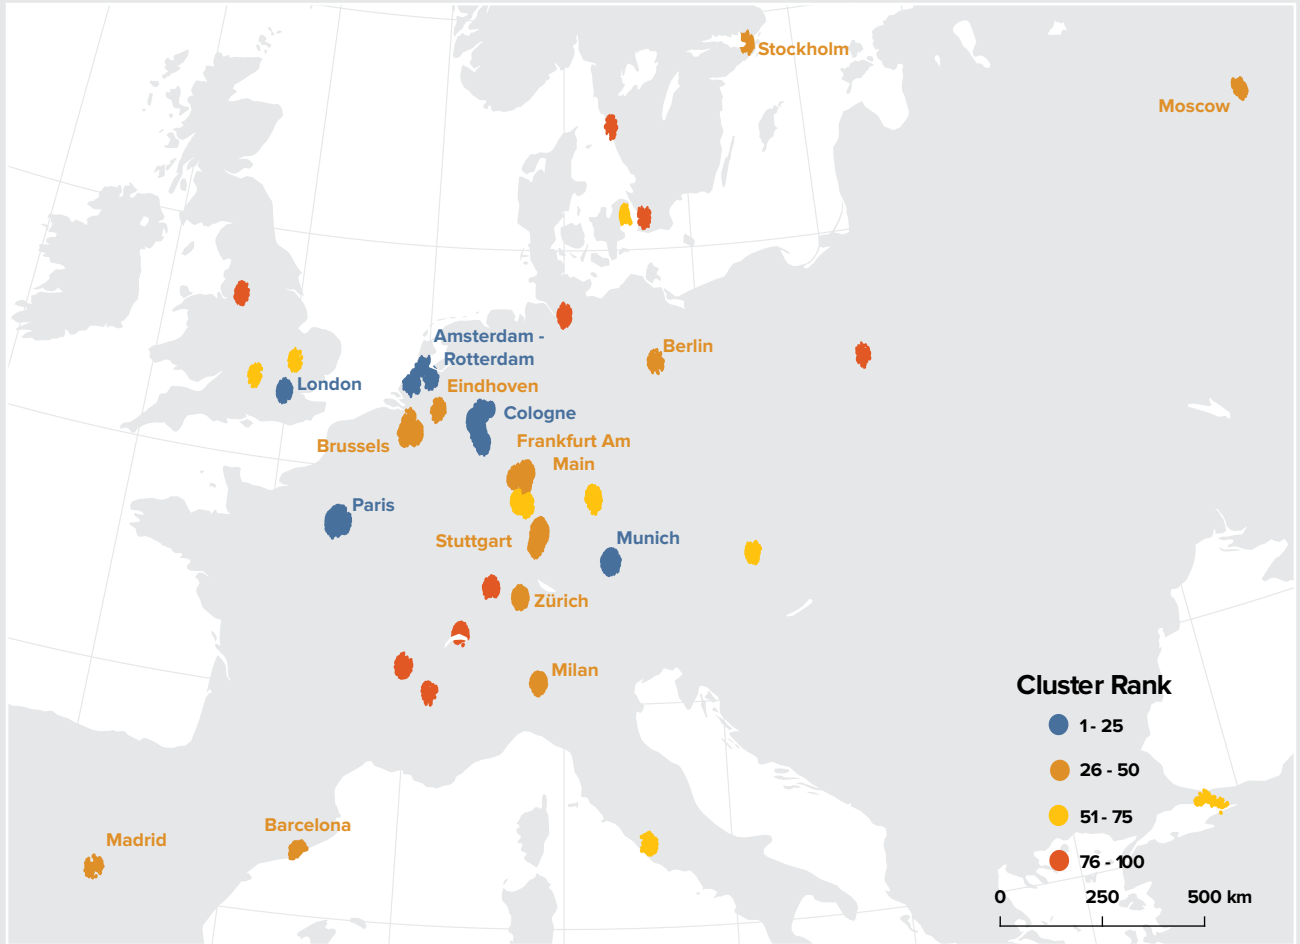 Stockholm
Moscow
Amsterdam -
Rotterdam
Berlin
London
Eindhoven
Cologne
Brussels
Frankfurt Am
Main
Paris
Stuttgart
Munich
Zürich
Milan
Barcelona
Madrid
Cluster Rank
1 - 25
26 - 50
51 - 75
76 - 100
0 250 500 km